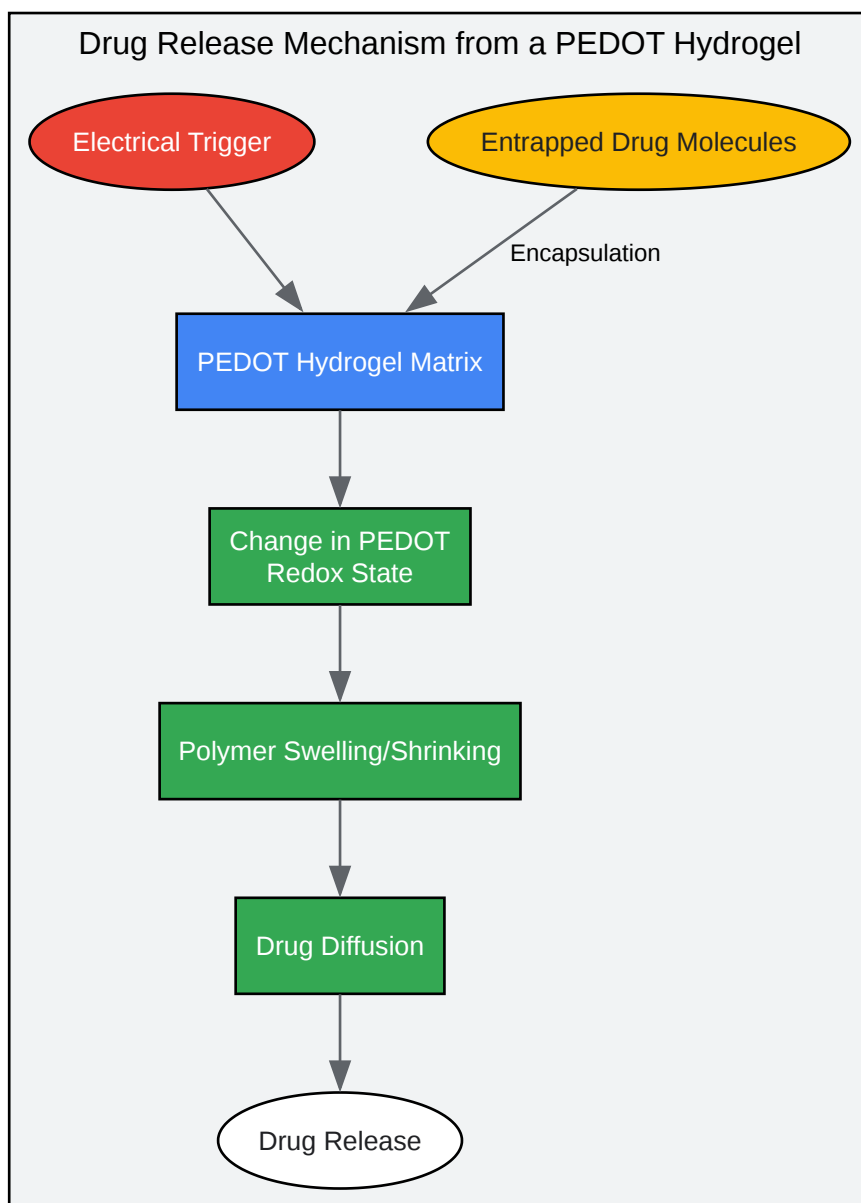 Drug Release Mechanism from a PEDOT Hydrogel
Electrical Trigger
Entrapped Drug Molecules
Encapsulation
PEDOT Hydrogel Matrix
Change in PEDOT
Redox State
Polymer Swelling/Shrinking
Drug Diffusion
Drug Release